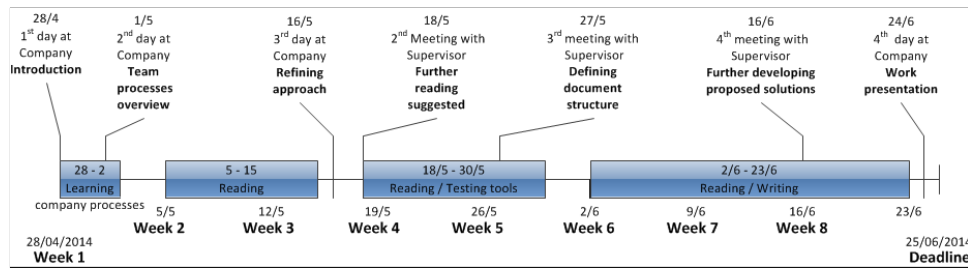 28/4
1st day at
Company
Introduction
1/5
2nd day at
Company
Team
processes
overview
16/5
3rd day at
Company
Refining
approach
18/5
2nd Meeting with
Supervisor
Further
reading
suggested
27/5
3rd meeting with
Supervisor
Defining
document
structure
16/6
4th meeting with
Supervisor
Further developing
proposed solutions
24/6
4th day at
Company
Work
presentation
28 - 2
Learning
company processes
5 - 15
Reading
18/5 - 30/5
Reading / Testing tools
2/6 - 23/6
Reading / Writing
28/04/2014
Week 1
5/5
Week 2
12/5
Week 3
19/5
Week 4
26/5
Week 5
2/6
Week 6
9/6
Week 7
16/6
Week 8
23/6
25/06/2014
Deadline